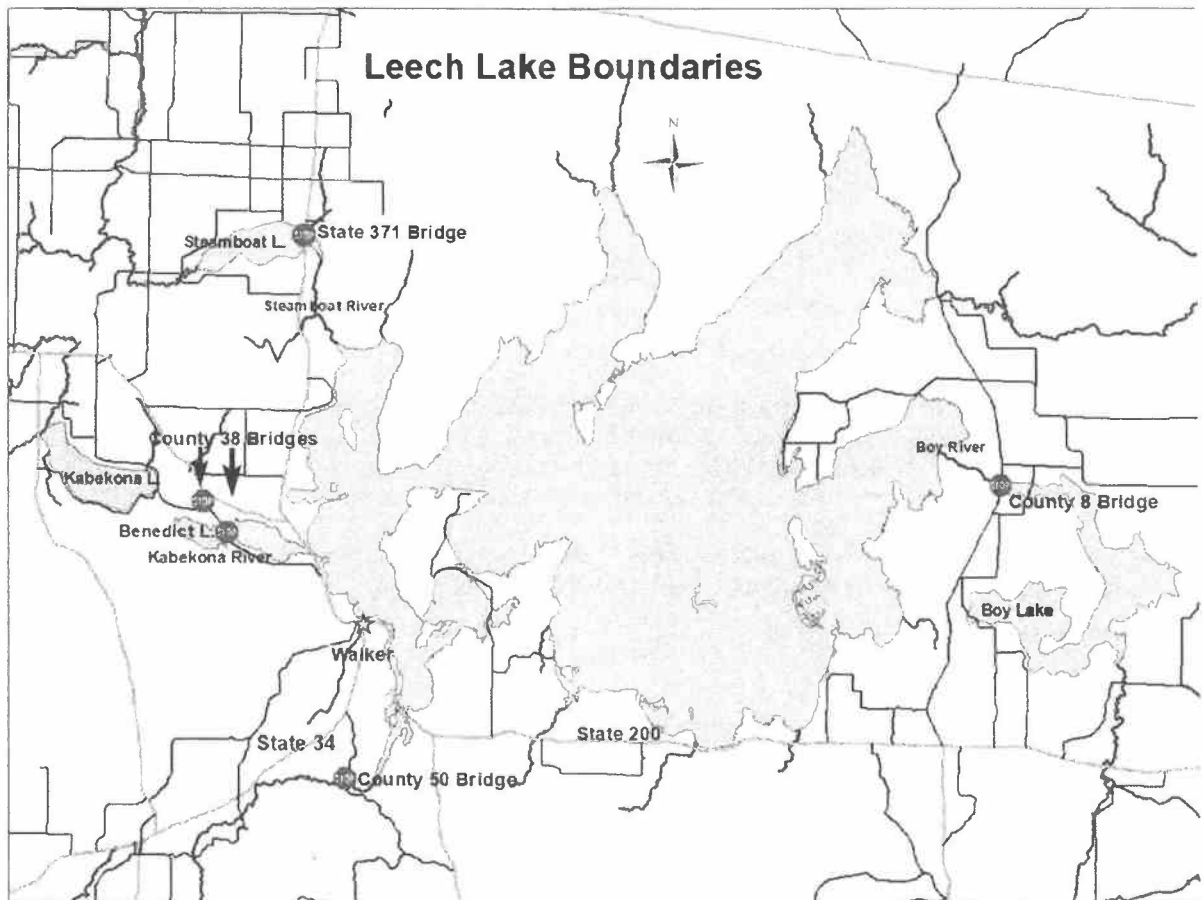 Leech Lake Boundaries
N
Steamboat L.
State 371 Bridge
Steamboat River
County 38 Bridges
Kabekona L.
Boy River
County 8 Bridge
Benedict L.
Kabekona River
Boy Lake
Walker
State 34
State 200
County 50 Bridge